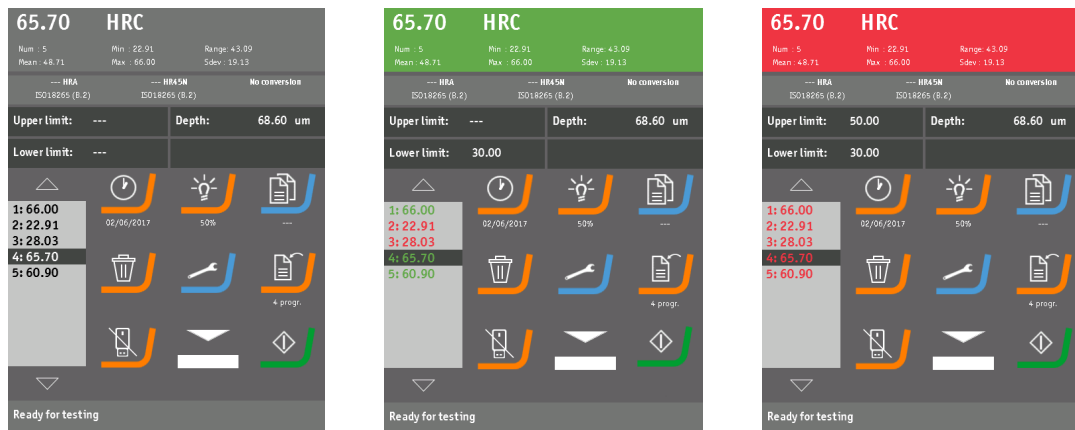 65.70 HRC
Num : 5 Min : 22.91 Range: 43.09
Mean : 48.71 Max : 66.00 Sdev : 19.13
--- HRA --- HR45N No conversion
ISO18265 (B.2) ISO18265 (B.2)
Upper limit: --- Depth: 68.60 um
Lower limit: ---
1: 66.00
2: 22.91
3: 28.03
4: 65.70
5: 60.90
02/06/2017 50% ---
4 progr.
Ready for testing
65.70 HRC
Num : 5 Min : 22.91 Range: 43.09
Mean : 48.71 Max : 66.00 Sdev : 19.13
--- HRA --- HR45N No conversion
ISO18265 (B.2) ISO18265 (B.2)
Upper limit: --- Depth: 68.60 um
Lower limit: 30.00
1: 66.00
2: 22.91
3: 28.03
4: 65.70
5: 60.90
02/06/2017 50% ---
4 progr.
Ready for testing
65.70 HRC
Num : 5 Min : 22.91 Range: 43.09
Mean : 48.71 Max : 66.00 Sdev : 19.13
--- HRA --- HR45N No conversion
ISO18265 (B.2) ISO18265 (B.2)
Upper limit: 50.00 Depth: 68.60 um
Lower limit: 30.00
1: 66.00
2: 22.91
3: 28.03
4: 65.70
5: 60.90
02/06/2017 50% ---
4 progr.
Ready for testing